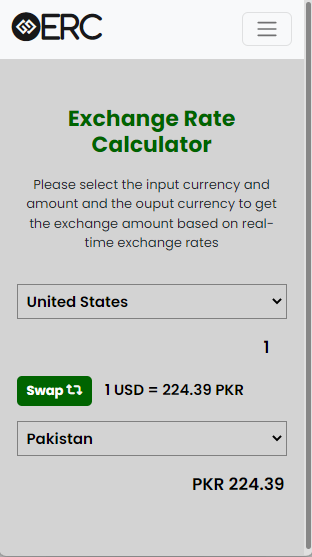 ERC
Exchange Rate
Calculator
Please select the input currency and
amount and the ouput currency to get
the exchange amount based on real-
time exchange rates
United States
1
Swap 1 USD = 224.39 PKR
Pakistan
PKR 224.39